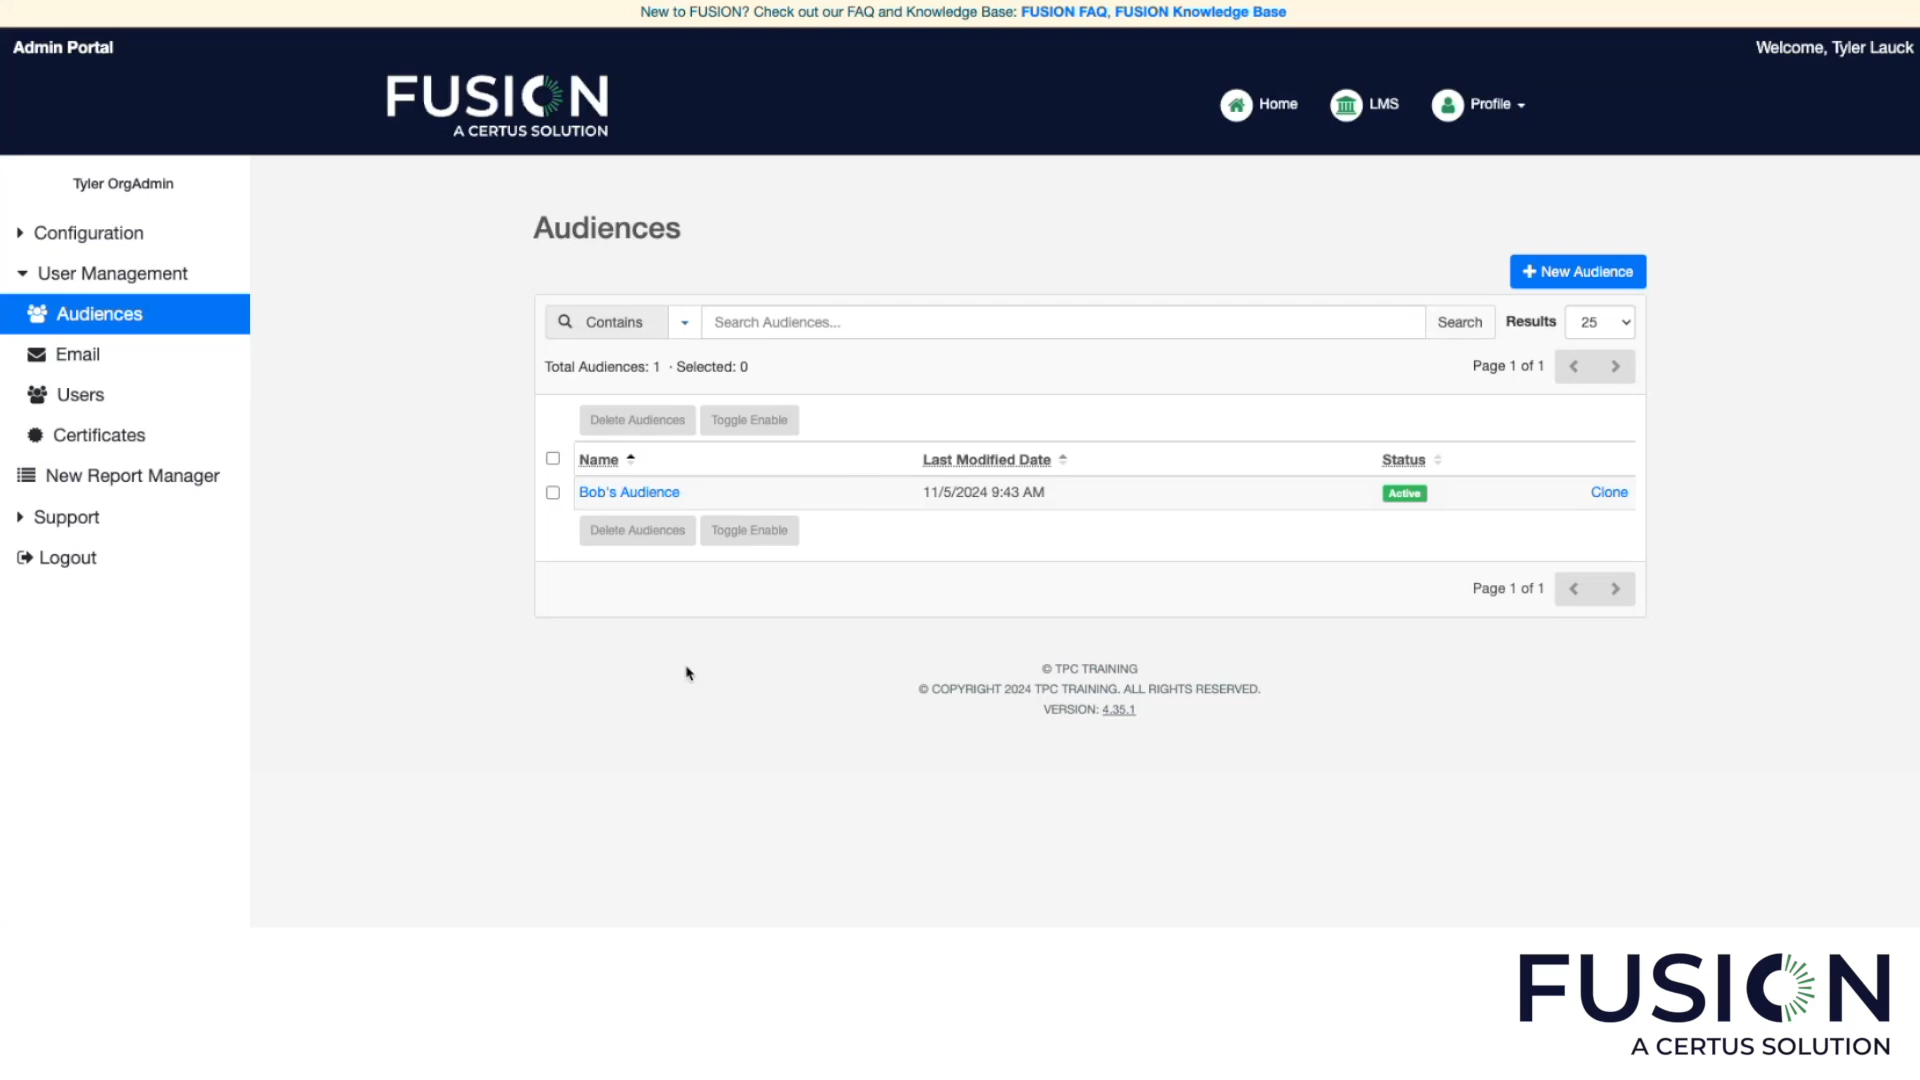 New to FUSION? Check out our FAQ and Knowledge Base: FUSION FAQ, FUSION Knowledge Base
Admin Portal
Welcome, Tyler Lauck
FUSION
A CERTUS SOLUTION
Home
LMS
Profile
Tyler OrgAdmin
Configuration
User Management
Audiences
Email
Users
Certificates
New Report Manager
Support
Logout
Audiences
New Audience
Contains
Search Audiences...
Search
Results
25
Total Audiences: 1 · Selected: 0
Page 1 of 1
Delete Audiences
Toggle Enable
Name
Last Modified Date
Status
Bob's Audience
11/5/2024 9:43 AM
Active
Clone
Delete Audiences
Toggle Enable
Page 1 of 1
© TPC TRAINING
© COPYRIGHT 2024 TPC TRAINING. ALL RIGHTS RESERVED.
VERSION: 4.35.1
FUSION
A CERTUS SOLUTION